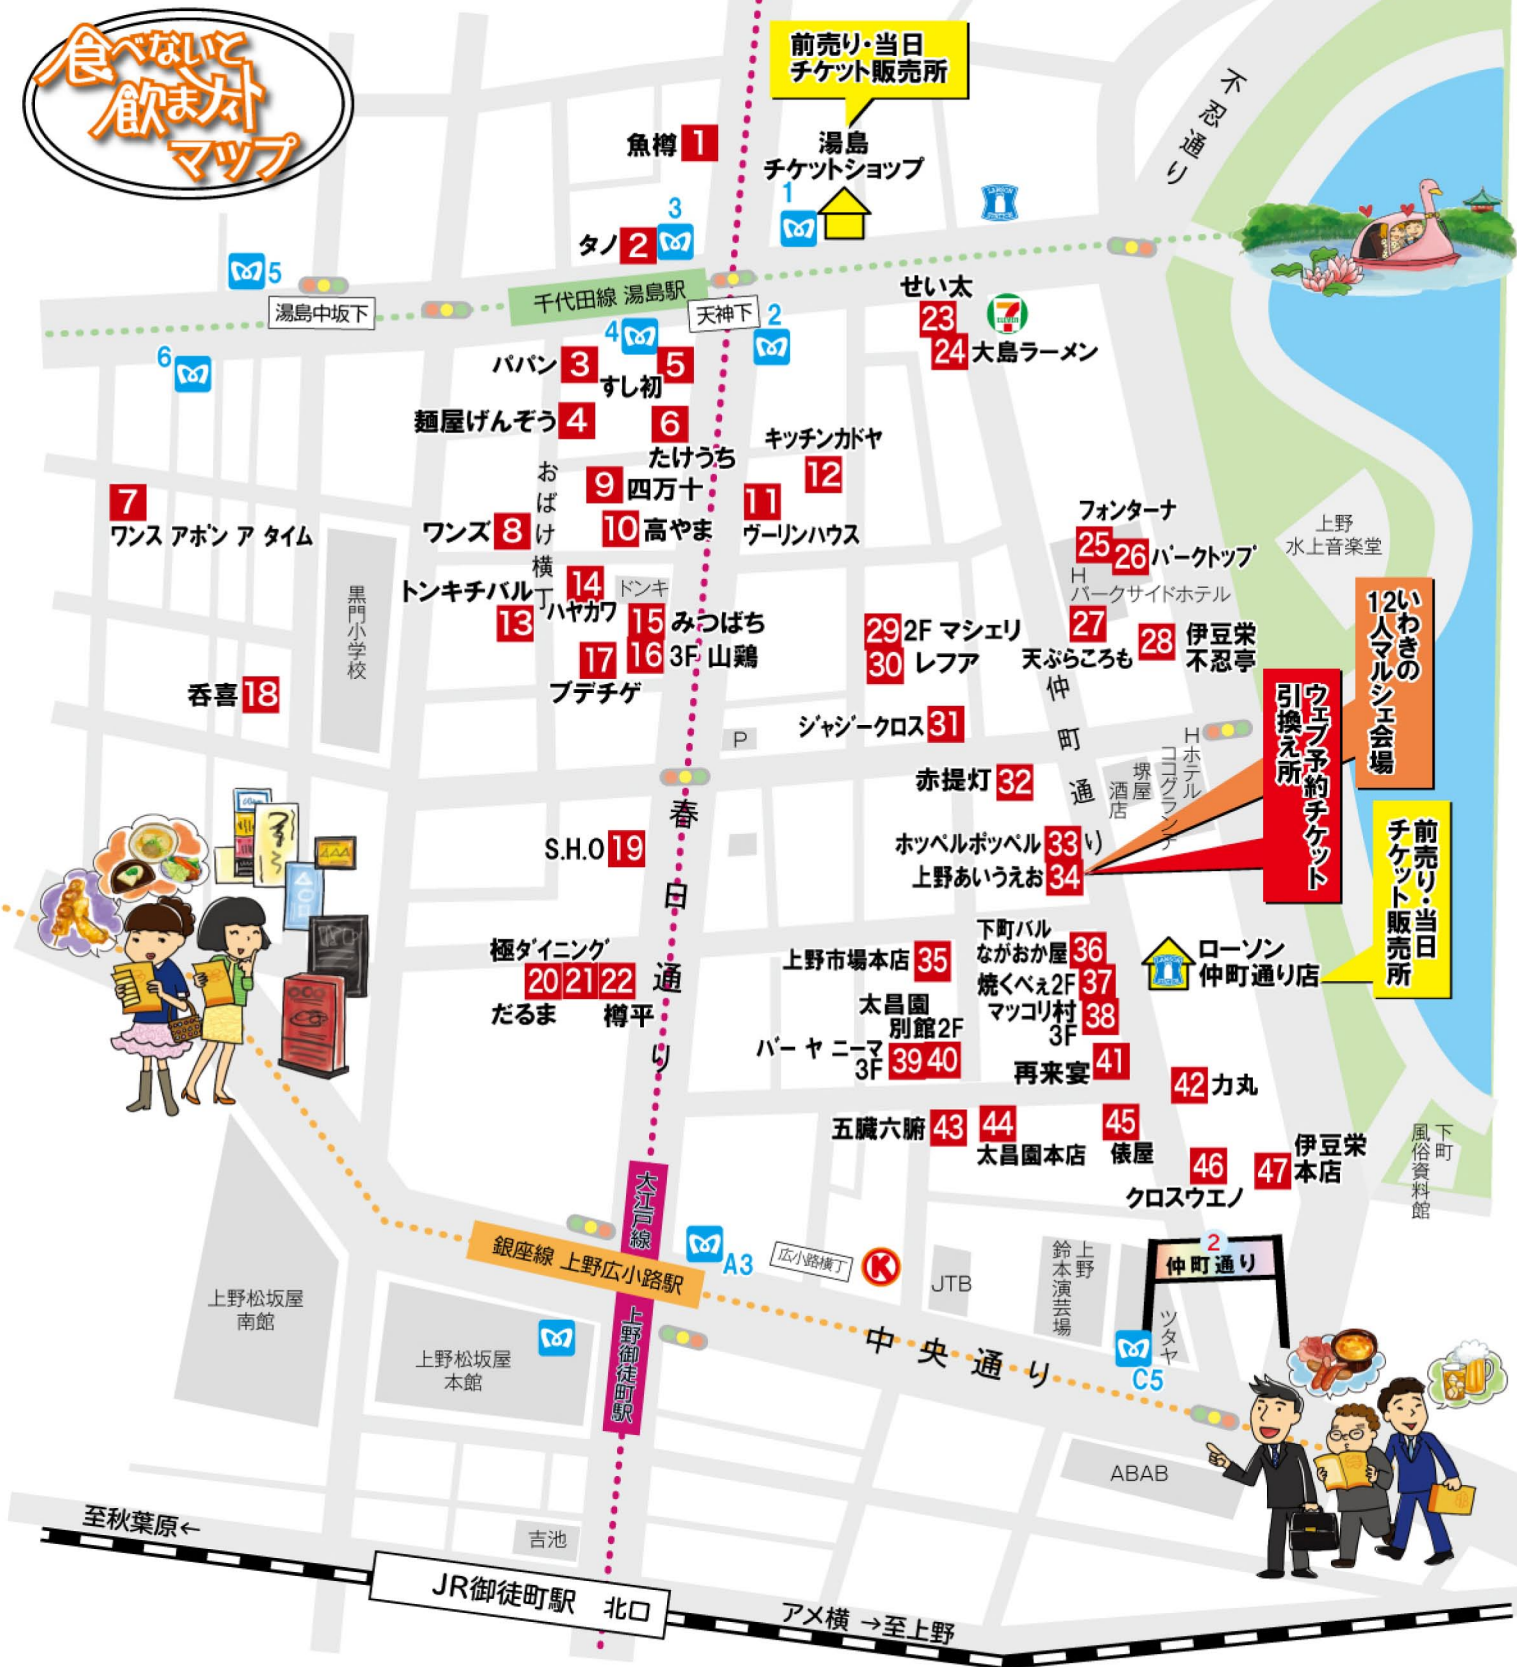 食べないと
飲まナイト
マップ
前売り・当日
チケット販売所
湯島
チケットショップ
不忍通り
魚樽 1
1
LAWSON
STATION
タノ 2
3
5
湯島中坂下
千代田線 湯島駅
天神下
4
2
6
せい太
23
7
ELEVEN
24 大島ラーメン
パパン 3
5
すし初
麺屋げんぞう 4
6
たけうち
キッチンカドヤ
12
おばけ横丁
9 四万十
7
ワンス アポン ア タイム
ワンズ 8
10 高やま
11
ヴーリンハウス
フォンターナ
25
26 パークトップ
H
パークサイドホテル
上野
水上音楽堂
黒門小学校
トンキチバル
13
14
ハヤカワ
ドンキ
15 みつばち
16 3F 山鶏
17
ブデチゲ
29 2F マシェリ
30 レフア
27
天ぷらころも
28 伊豆栄
不忍亭
いわきの
12人マルシェ会場
ウェブ予約チケット
引換え所
呑喜 18
仲町通り
ジャジークロス 31
P
赤提灯 32
堺屋
酒店
H
ホテル
ココグランデ
春日通り
S.H.O 19
ホッペルポッペル 33
上野あいうえお 34
前売り・当日
チケット販売所
極ダイニング
20 21 22
だるま
樽平
上野市場本店 35
下町バル
ながおか屋 36
焼くべぇ2F 37
マッコリ村
3F
38
LAWSON
STATION
ローソン
仲町通り店
太昌園
別館2F
バー ヤ ニーマ
3F 39 40
再来宴 41
42 力丸
五臓六腑 43
44
太昌園本店
45
俵屋
46
クロスウエノ
47 伊豆栄
本店
下町
風俗資料館
大江戸線 上野御徒町駅
銀座線 上野広小路駅
A3
広小路横丁
K
JTB
上野
鈴本演芸場
2
仲町通り
ツタヤ
C5
上野松坂屋
南館
上野松坂屋
本館
中央通り
ABAB
吉池
至秋葉原←
JR御徒町駅 北口
アメ横 →至上野